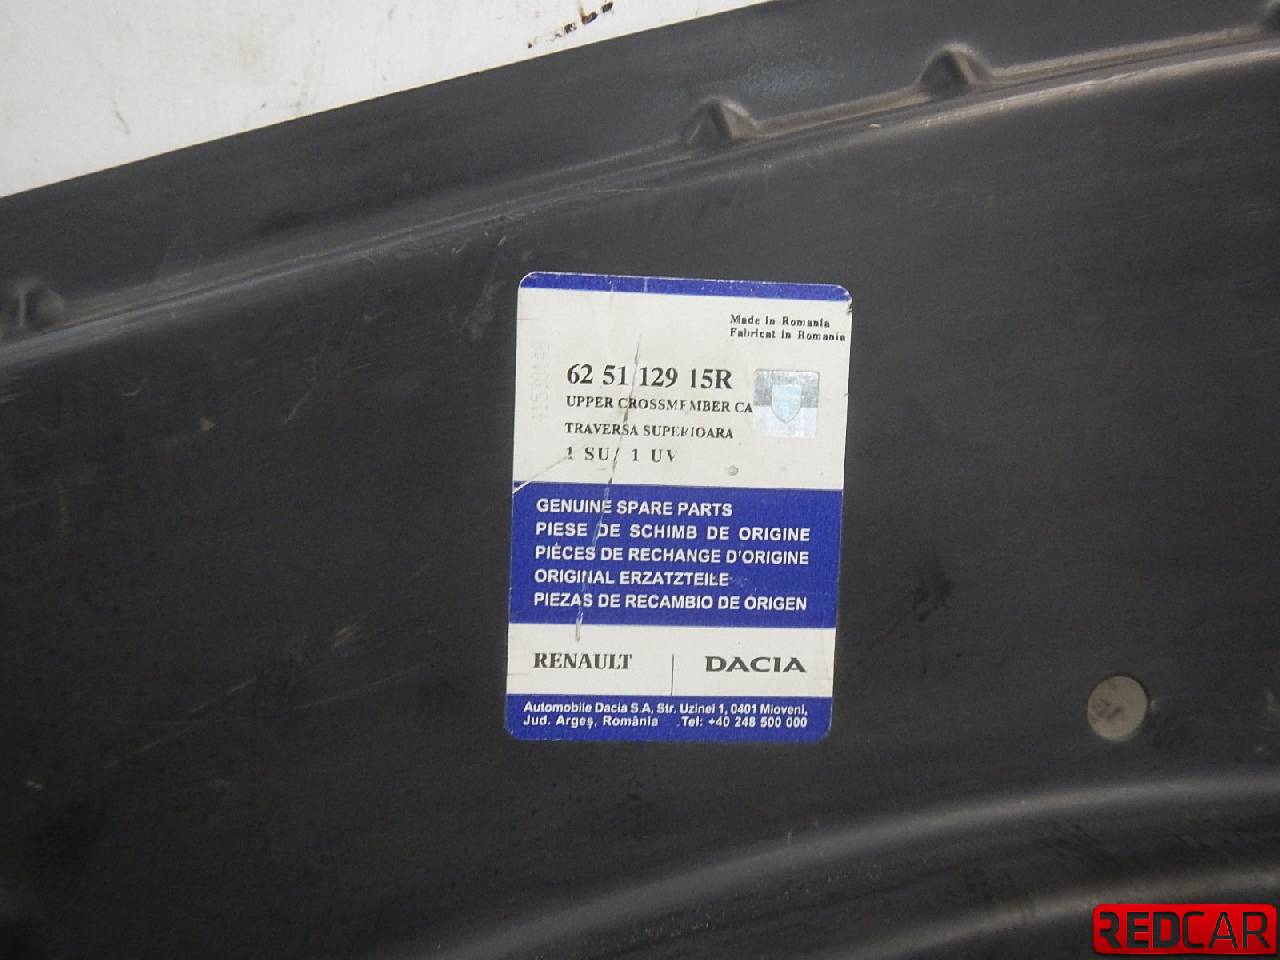 Made in Romania
Fabricat in Romania
62 51 129 15R
UPPER CROSSMEMBER CA
TRAVERSA SUPERIOARA
1 SU/ 1 UV
GENUINE SPARE PARTS
PIESE DE SCHIMB DE ORIGINE
PIÈCES DE RECHANGE D'ORIGINE
ORIGINAL ERZATZTEILE
PIEZAS DE RECAMBIO DE ORIGEN
RENAULT DACIA
Automobile Dacia S.A, Str. Uzinei 1, 0401 Mioveni,
Jud. Argeș, România Tel: +40 248 500 000
REDCAR